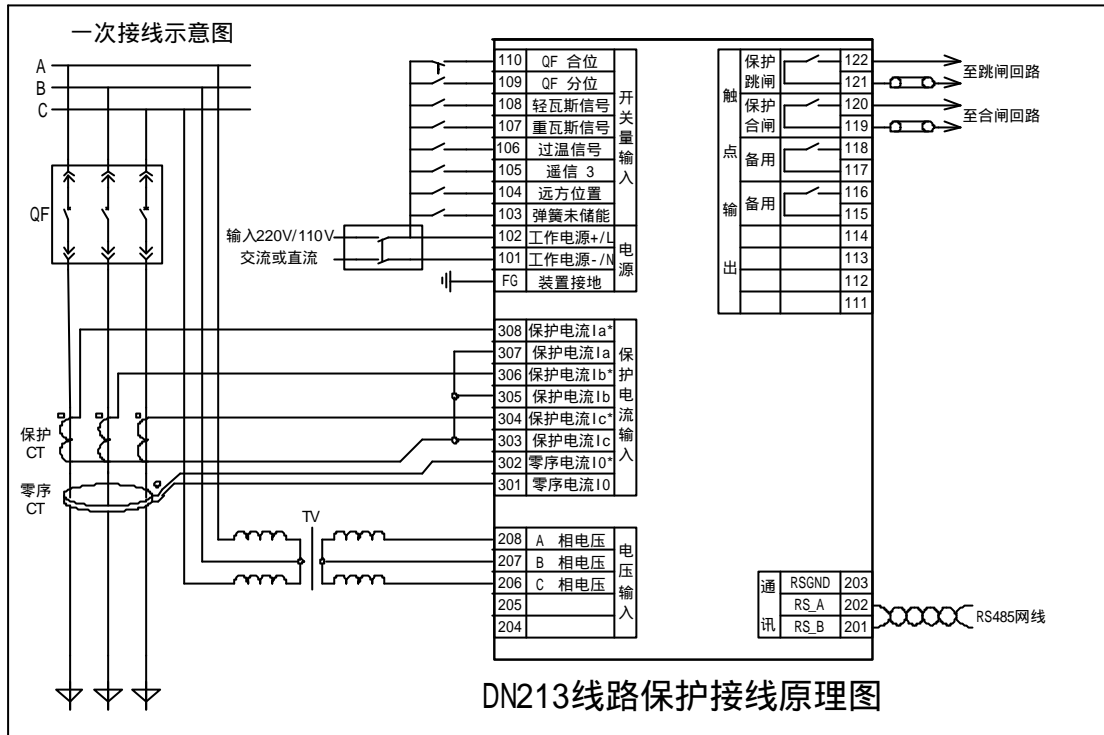 一次接线示意图
A
B
C
QF
输入220V/110V
交流或直流
保护
CT
零序
CT
TV
110 QF 合位
109 QF 分位
108 轻瓦斯信号
107 重瓦斯信号
106 过温信号
105 遥信 3
104 远方位置
103 弹簧未储能
开关量输入
102 工作电源+/L
101 工作电源-/N
FG 装置接地
电源
308 保护电流Ia*
307 保护电流Ia
306 保护电流Ib*
305 保护电流Ib
304 保护电流Ic*
303 保护电流Ic
302 零序电流I0*
301 零序电流I0
保护电流输入
208 A 相电压
207 B 相电压
206 C 相电压
205
204
电压输入
触点输出
保护跳闸
122
121
至跳闸回路
保护合闸
120
119
至合闸回路
备用
118
117
备用
116
115
114
113
112
111
通讯
RSGND 203
RS_A 202
RS_B 201
RS485网线
DN213线路保护接线原理图